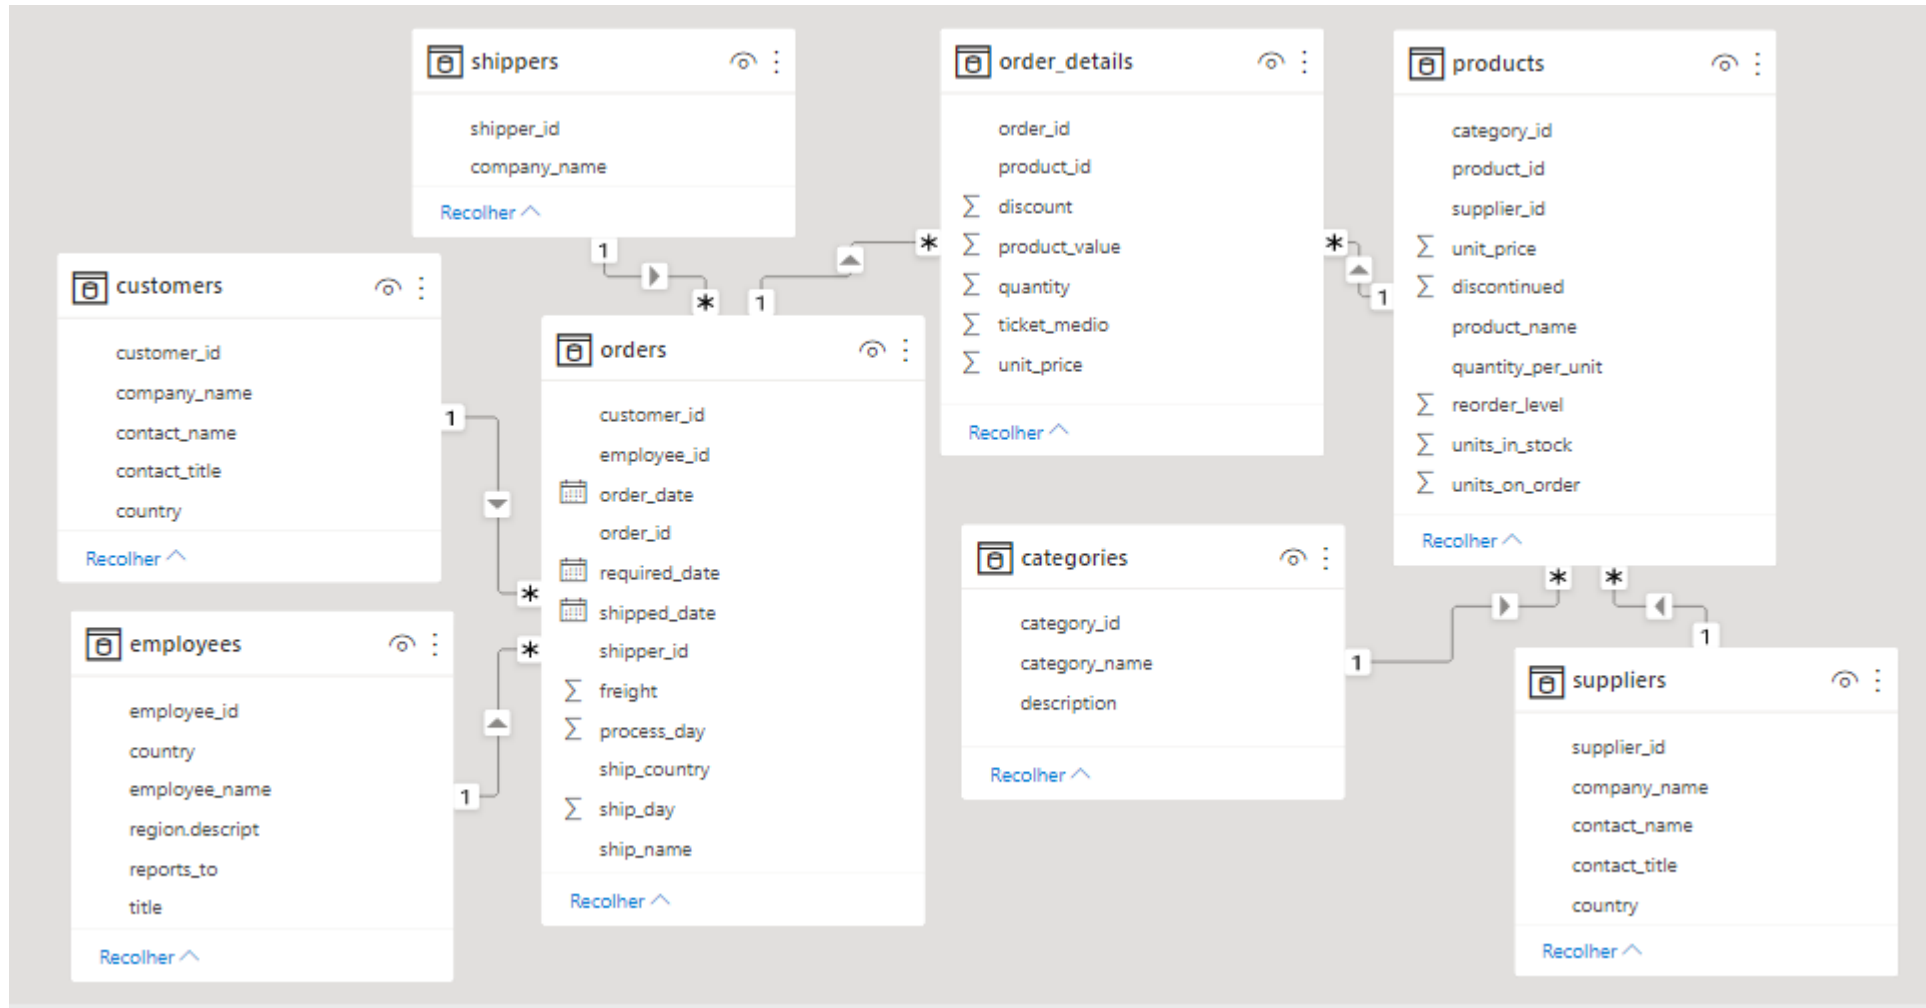 shippers
shipper_id
company_name
Recolher
1
*
order_details
order_id
product_id
discount
product_value
quantity
ticket_medio
unit_price
Recolher
*
1
*
1
products
category_id
product_id
supplier_id
unit_price
discontinued
product_name
quantity_per_unit
reorder_level
units_in_stock
units_on_order
Recolher
*
*
customers
customer_id
company_name
contact_name
contact_title
country
Recolher
1
*
orders
customer_id
employee_id
order_date
order_id
required_date
shipped_date
shipper_id
freight
process_day
ship_country
ship_day
ship_name
Recolher
categories
category_id
category_name
description
Recolher
1
employees
employee_id
country
employee_name
region.descript
reports_to
title
Recolher
1
*
suppliers
supplier_id
company_name
contact_name
contact_title
country
Recolher
1